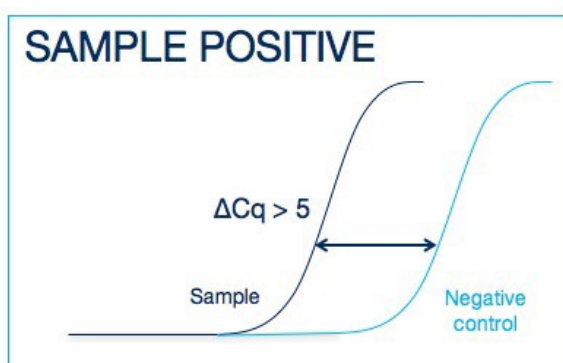 SAMPLE POSITIVE
ΔCq > 5
Sample
Negative
control